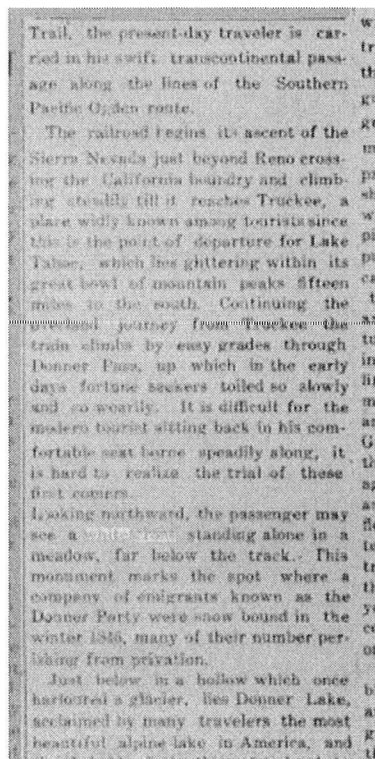 Trail, the present-day traveler is car-
ried in his swift transcontinental pass-
age along the lines of the Southern
Pacific Ogden route.
The railroad begins its ascent of the
Sierra Nevada just beyond Reno cross-
ing the California boundry and climb-
ing steadily till it reaches Truckee, a
place widly known among tourists since
this is the point of departure for Lake
Tahoe, which lies glittering within its
great bowl of mountain peaks fifteen
miles to the south. Continuing the
overland journey from Truckee the
train climbs by easy grades through
Donner Pass, up which in the early
days fortune seekers toiled so slowly
and so wearily. It is difficult for the
modern tourist sitting back in his com-
fortable seat borne speadily along, it
is hard to realize the trial of these
first comers.
Looking northward, the passenger may
see a white cross standing alone in a
meadow, far below the track. This
monument marks the spot where a
company of emigrants known as the
Donner Party were snow bound in the
winter 1846, many of their number per-
ishing from privation.
Just below in a hollow which once
harboured a glacier, lies Donner Lake,
acclaimed by many travelers the most
beautiful alpine lake in America, and